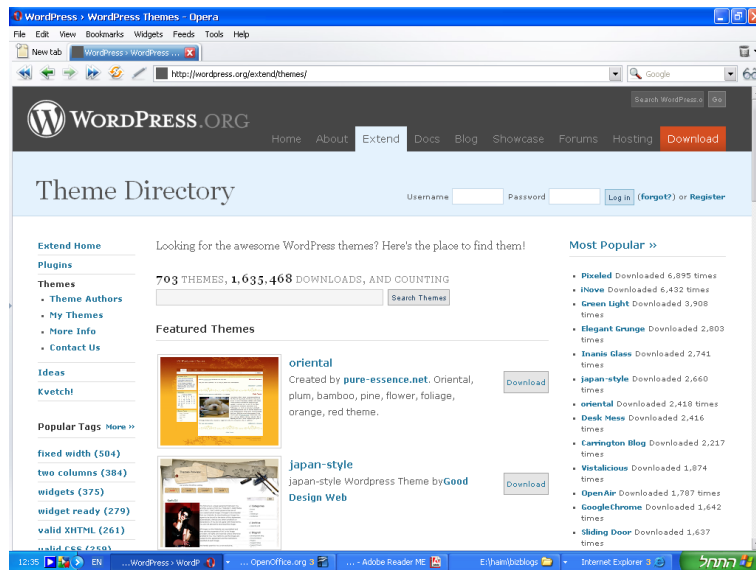 WordPress › WordPress Themes - Opera
File Edit View Bookmarks Widgets Feeds Tools Help
New tab WordPress › WordPress ...
http://wordpress.org/extend/themes/ Google
Search WordPress.o Go
WORDPRESS.ORG
Home About Extend Docs Blog Showcase Forums Hosting Download
Theme Directory
Username Password Log in (forgot?) or Register
Extend Home
Plugins
Themes
• Theme Authors
• My Themes
• More Info
• Contact Us
Ideas
Kvetch!
Popular Tags More »
fixed width (504)
two columns (384)
widgets (375)
widget ready (279)
valid XHTML (261)
valid CSS (259)
Looking for the awesome WordPress themes? Here's the place to find them!
703 THEMES, 1,635,468 DOWNLOADS, AND COUNTING
Search Themes
Featured Themes
oriental
Created by pure-essence.net. Oriental,
plum, bamboo, pine, flower, foliage,
orange, red theme.
Download
japan-style
japan-style Wordpress Theme byGood
Design Web
Download
Most Popular »
• Pixeled Downloaded 6,895 times
• iNove Downloaded 6,432 times
• Green Light Downloaded 3,908
times
• Elegant Grunge Downloaded 2,803
times
• Inanis Glass Downloaded 2,741
times
• japan-style Downloaded 2,660
times
• oriental Downloaded 2,418 times
• Desk Mess Downloaded 2,416
times
• Carrington Blog Downloaded 2,217
times
• Vistalicious Downloaded 1,874
times
• OpenAir Downloaded 1,787 times
• GoogleChrome Downloaded 1,642
times
• Sliding Door Downloaded 1,637
times
12:35 EN ...WordPress › WordP ... OpenOffice.org 3 ... - Adobe Reader ME E:\haim\bizblogs Internet Explorer 3 התחל